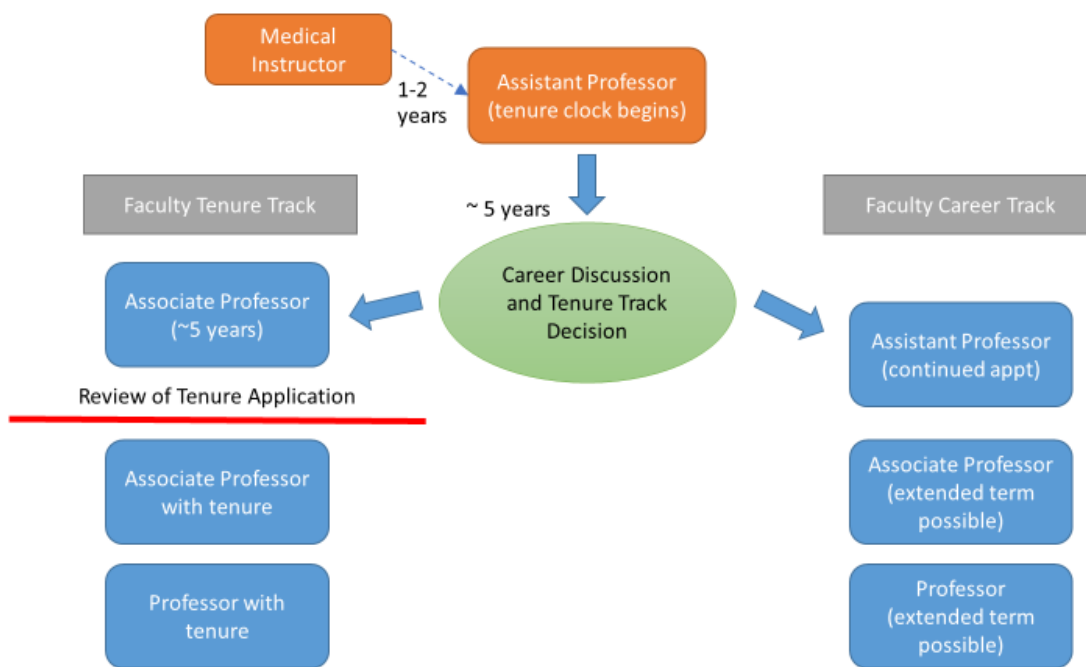 Medical
Instructor
1-2
years
Assistant Professor
(tenure clock begins)
~ 5 years
Faculty Tenure Track
Faculty Career Track
Career Discussion
and Tenure Track
Decision
Associate Professor
(~5 years)
Review of Tenure Application
Associate Professor
with tenure
Professor with
tenure
Assistant Professor
(continued appt)
Associate Professor
(extended term
possible)
Professor
(extended term
possible)